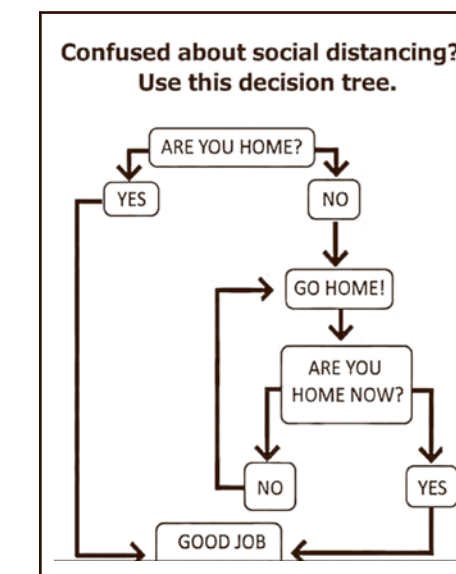 Confused about social distancing?
Use this decision tree.
ARE YOU HOME?
YES
NO
GO HOME!
ARE YOU
HOME NOW?
NO
YES
GOOD JOB